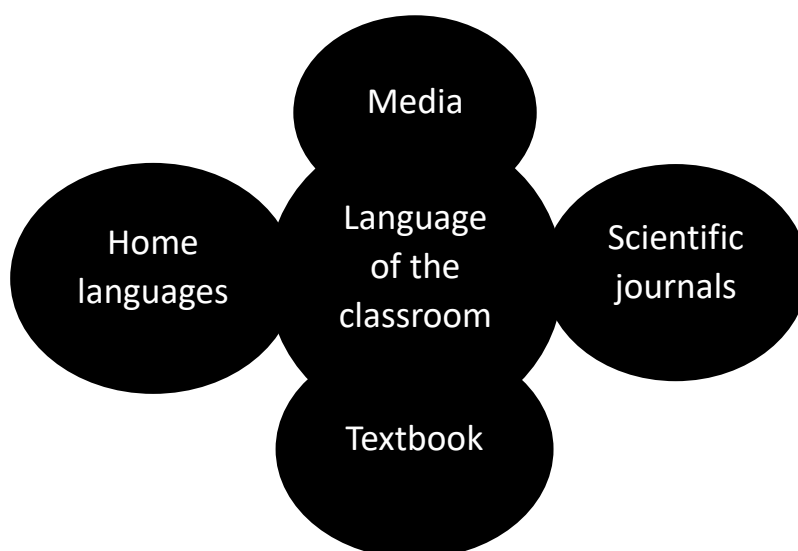 Media
Home
languages
Language
of the
classroom
Scientific
journals
Textbook